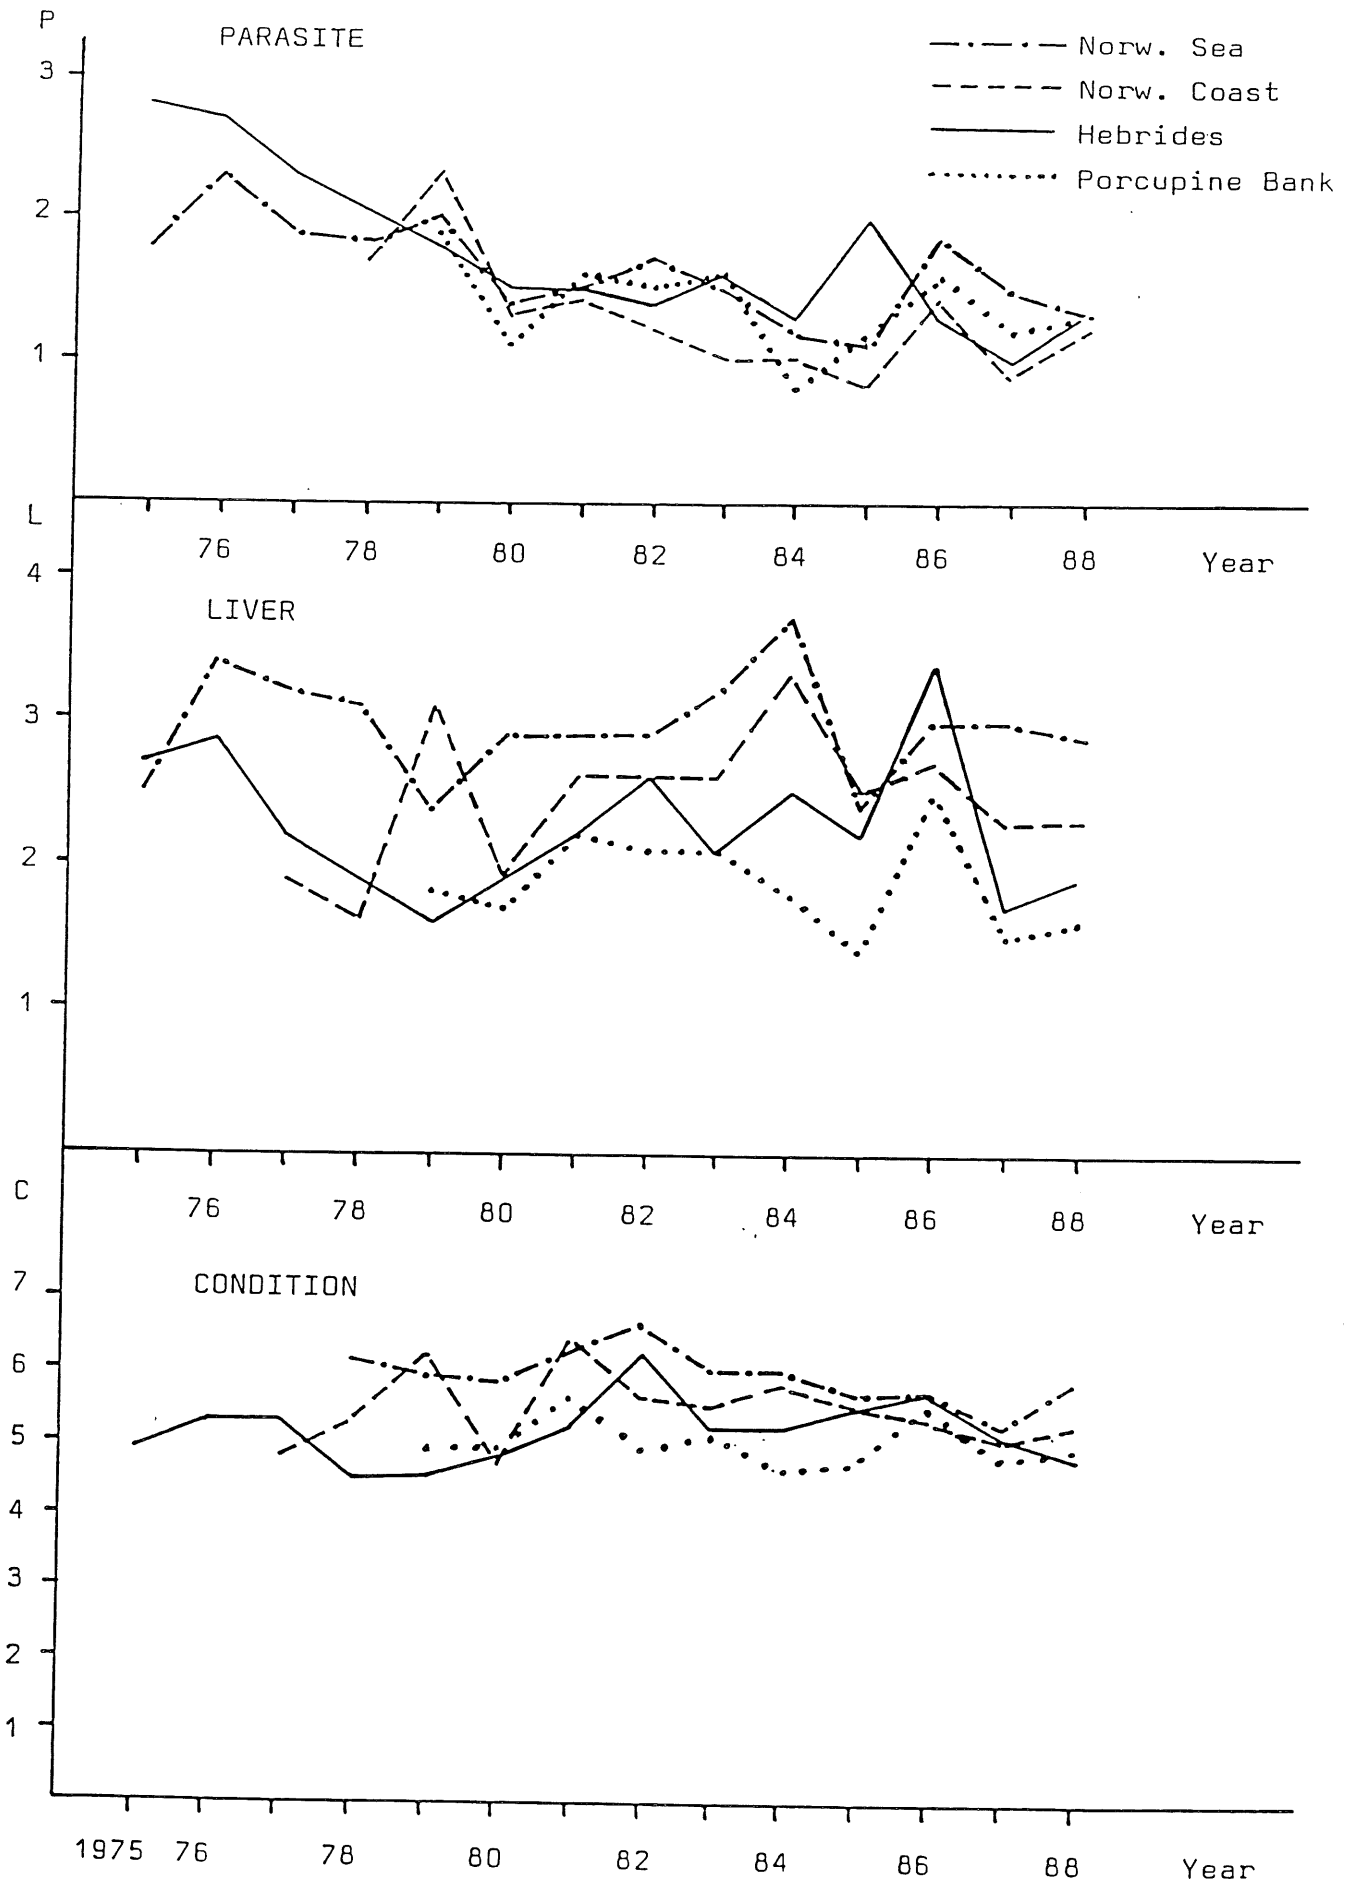 P
PARASITE
Norw. Sea
Norw. Coast
Hebrides
Porcupine Bank
3
2
1
76 78 80 82 84 86 88 Year
L
4
LIVER
3
2
1
76 78 80 82 84 86 88 Year
C
7
CONDITION
6
5
4
3
2
1
1975 76 78 80 82 84 86 88 Year